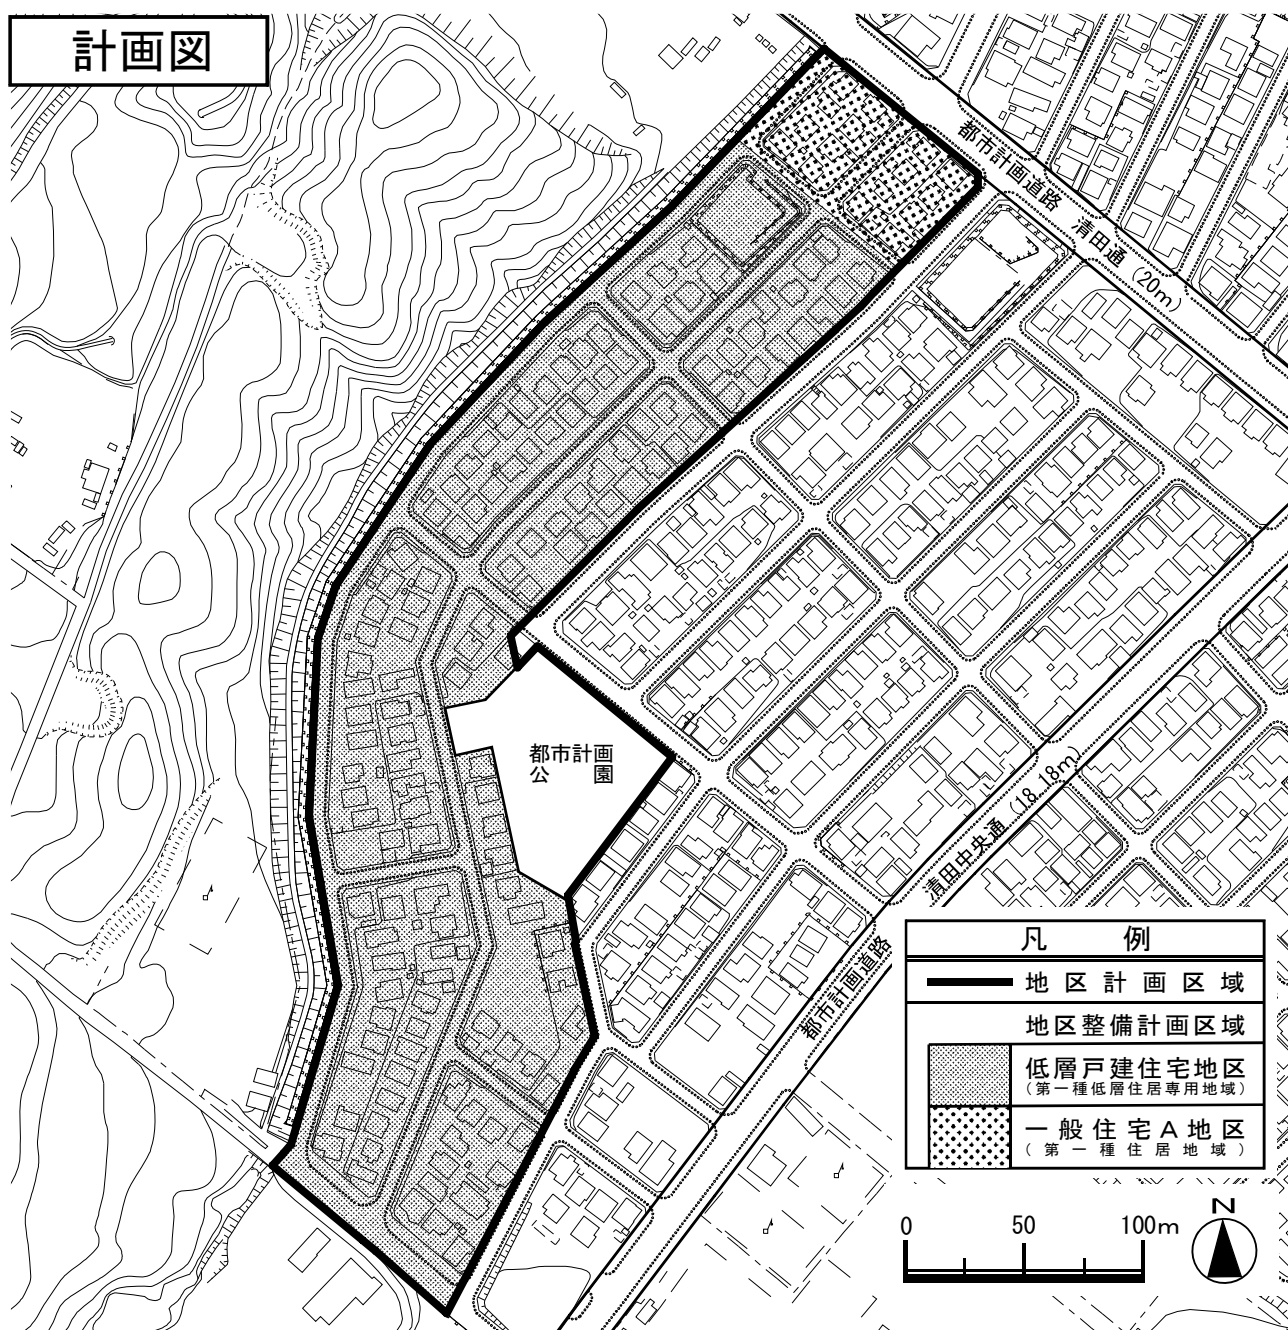 計画図
都市計画道路 清田通 (20m)
都市計画
公園
都市計画道路 清田中央通 (18.18m)
凡例
地区計画区域
地区整備計画区域
低層戸建住宅地区
(第一種低層住居専用地域)
一般住宅A地区
(第一種住居地域)
0 50 100m
N